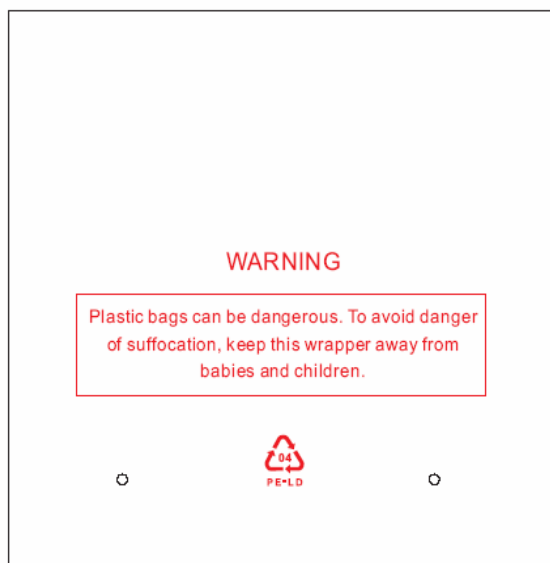 WARNING
Plastic bags can be dangerous. To avoid danger
of suffocation, keep this wrapper away from
babies and children.
04
PE-LD